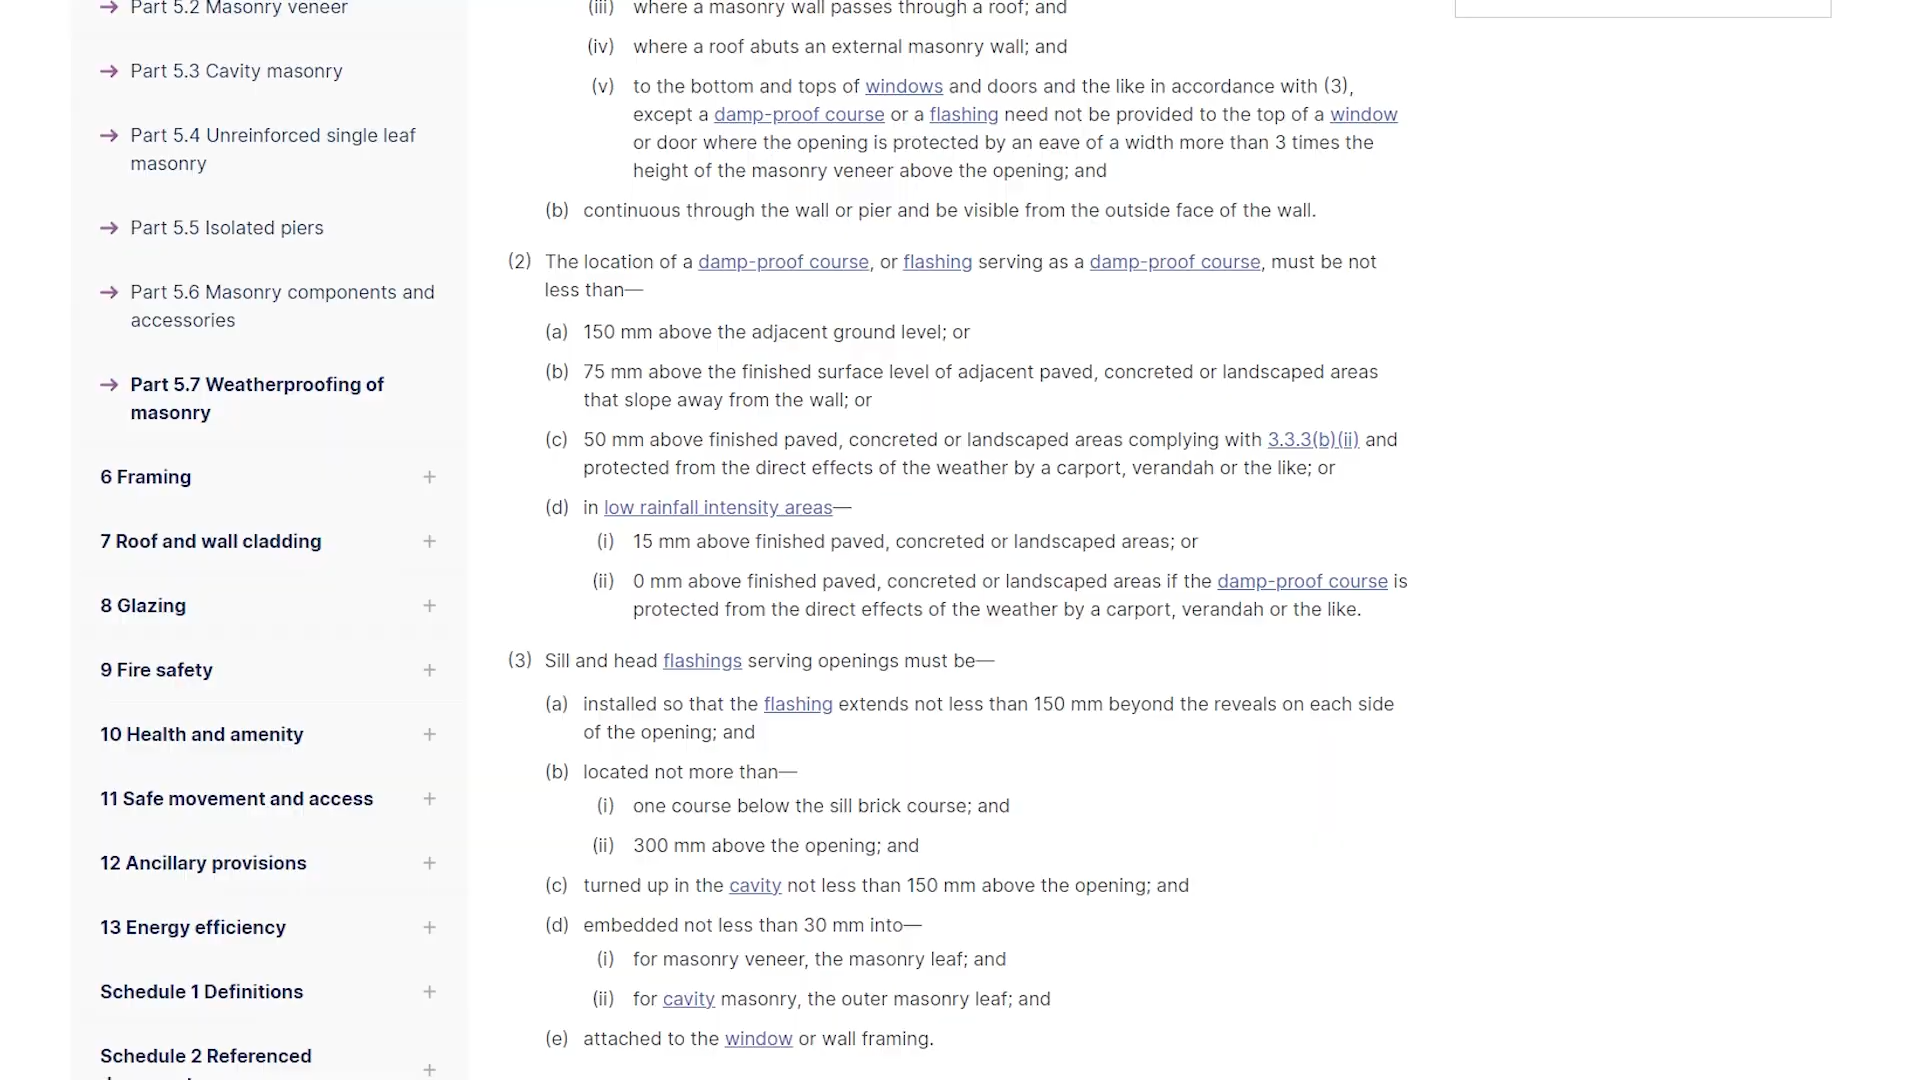 Part 5.2 Masonry veneer
Part 5.3 Cavity masonry
Part 5.4 Unreinforced single leaf
masonry
Part 5.5 Isolated piers
Part 5.6 Masonry components and
accessories
Part 5.7 Weatherproofing of
masonry
6 Framing
7 Roof and wall cladding
8 Glazing
9 Fire safety
10 Health and amenity
11 Safe movement and access
12 Ancillary provisions
13 Energy efficiency
Schedule 1 Definitions
Schedule 2 Referenced
(iii) where a masonry wall passes through a roof; and
(iv) where a roof abuts an external masonry wall; and
(v) to the bottom and tops of windows and doors and the like in accordance with (3),
except a damp-proof course or a flashing need not be provided to the top of a window
or door where the opening is protected by an eave of a width more than 3 times the
height of the masonry veneer above the opening; and
(b) continuous through the wall or pier and be visible from the outside face of the wall.
(2) The location of a damp-proof course, or flashing serving as a damp-proof course, must be not
less than—
(a) 150 mm above the adjacent ground level; or
(b) 75 mm above the finished surface level of adjacent paved, concreted or landscaped areas
that slope away from the wall; or
(c) 50 mm above finished paved, concreted or landscaped areas complying with 3.3.3(b)(ii) and
protected from the direct effects of the weather by a carport, verandah or the like; or
(d) in low rainfall intensity areas—
(i) 15 mm above finished paved, concreted or landscaped areas; or
(ii) 0 mm above finished paved, concreted or landscaped areas if the damp-proof course is
protected from the direct effects of the weather by a carport, verandah or the like.
(3) Sill and head flashings serving openings must be—
(a) installed so that the flashing extends not less than 150 mm beyond the reveals on each side
of the opening; and
(b) located not more than—
(i) one course below the sill brick course; and
(ii) 300 mm above the opening; and
(c) turned up in the cavity not less than 150 mm above the opening; and
(d) embedded not less than 30 mm into—
(i) for masonry veneer, the masonry leaf; and
(ii) for cavity masonry, the outer masonry leaf; and
(e) attached to the window or wall framing.